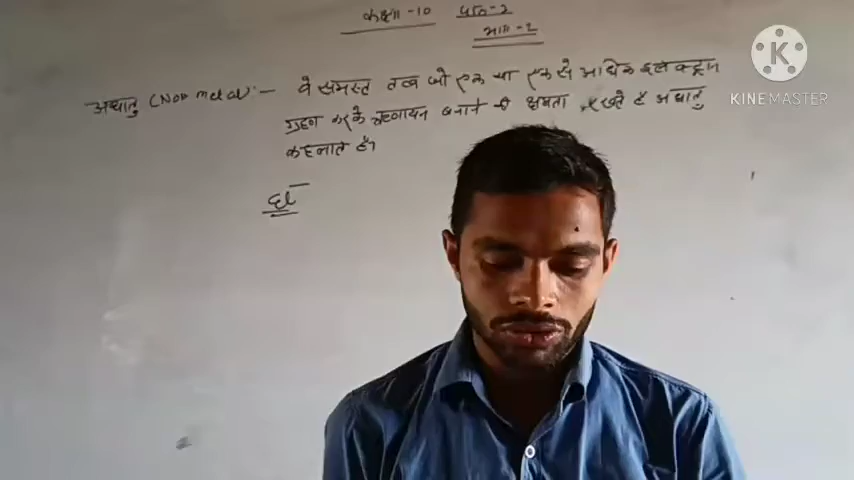 कक्षा -10 पाठ-2
भाग-2
अधातु (Non metal):- वे समस्त तत्व जो एक या एक से अधिक इलेक्ट्रान
ग्रहण करके ऋणायन बनाने की क्षमता रखते है अधातु
कहलाते है।
Cl⁻
K
KINEMASTER